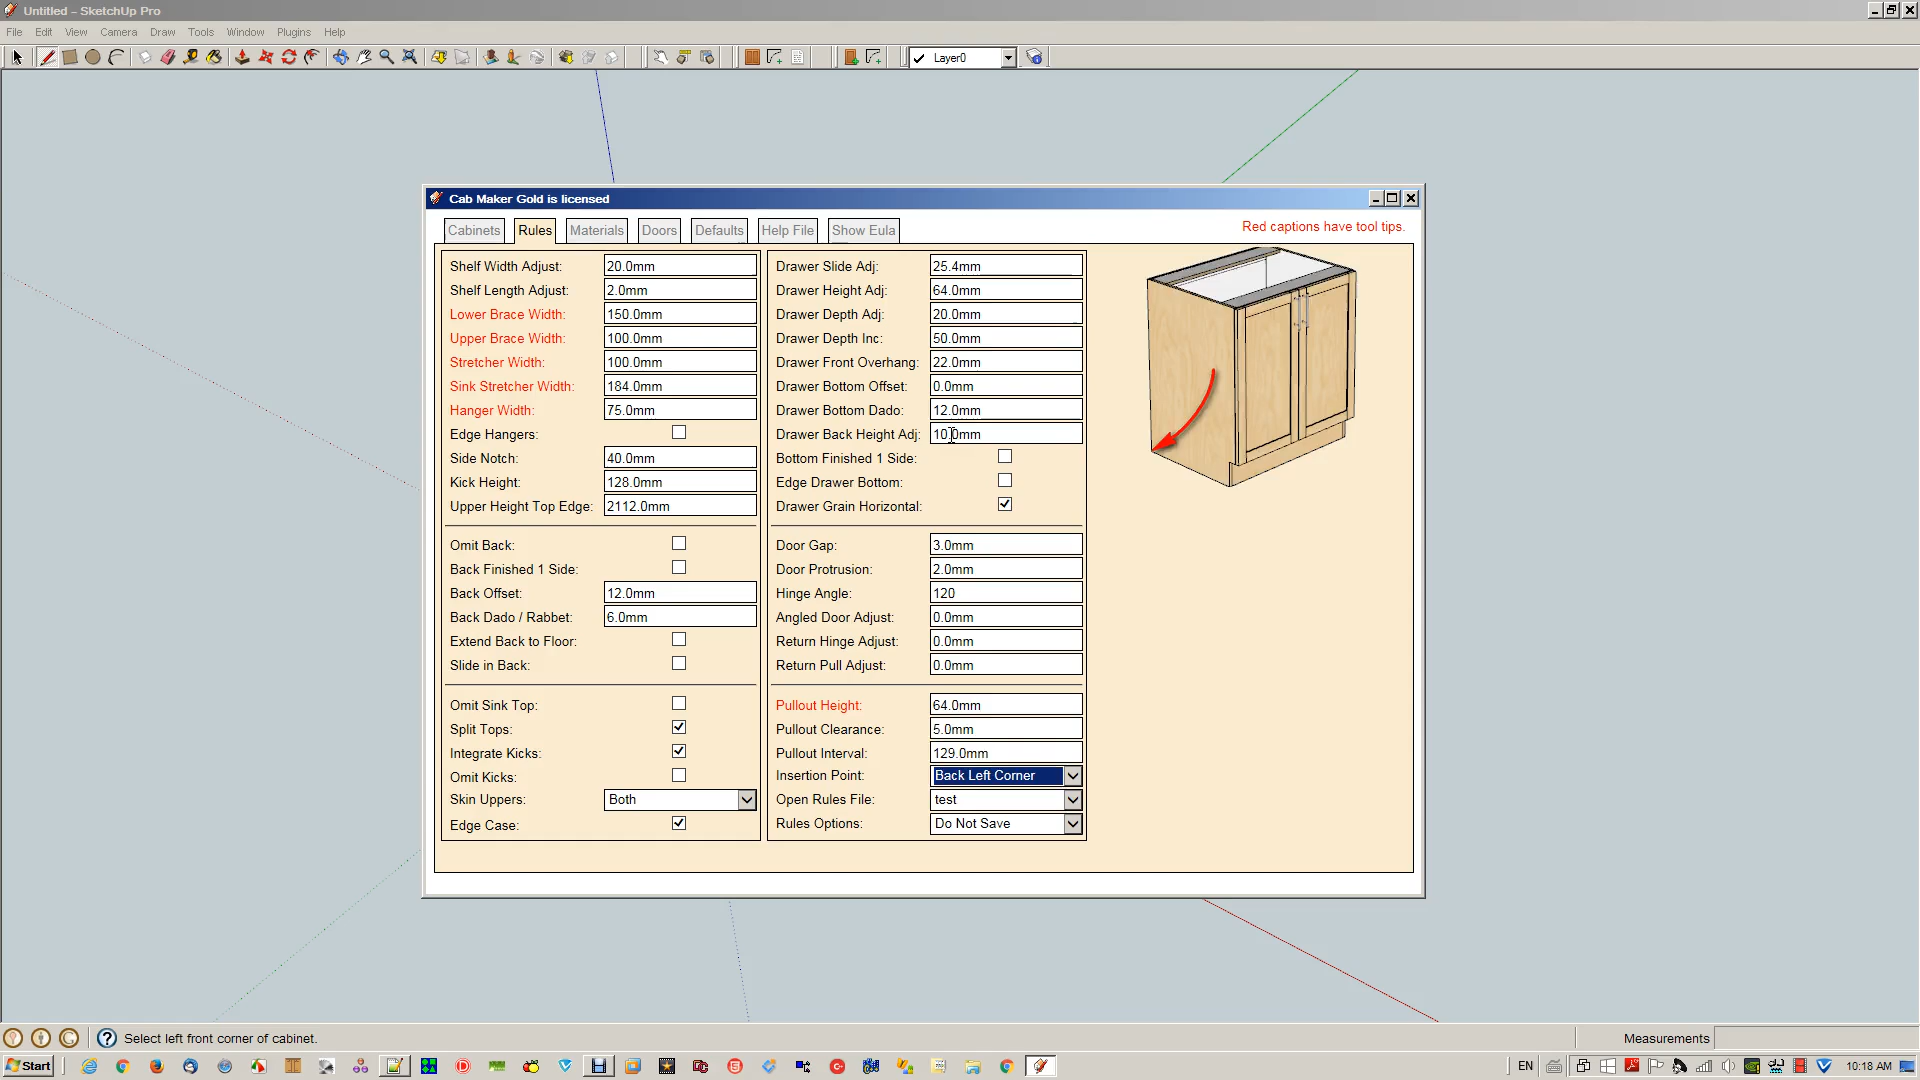 Untitled - SketchUp Pro
File Edit View Camera Draw Tools Window Plugins Help
Layer0
Cab Maker Gold is licensed
Cabinets Rules Materials Doors Defaults Help File Show Eula
Red captions have tool tips.
Shelf Width Adjust: 20.0mm
Shelf Length Adjust: 2.0mm
Lower Brace Width: 150.0mm
Upper Brace Width: 100.0mm
Stretcher Width: 100.0mm
Sink Stretcher Width: 184.0mm
Hanger Width: 75.0mm
Edge Hangers:
Side Notch: 40.0mm
Kick Height: 128.0mm
Upper Height Top Edge: 2112.0mm
Omit Back:
Back Finished 1 Side:
Back Offset: 12.0mm
Back Dado / Rabbet: 6.0mm
Extend Back to Floor:
Slide in Back:
Omit Sink Top:
Split Tops:
Integrate Kicks:
Omit Kicks:
Skin Uppers: Both
Edge Case:
Drawer Slide Adj: 25.4mm
Drawer Height Adj: 64.0mm
Drawer Depth Adj: 20.0mm
Drawer Depth Inc: 50.0mm
Drawer Front Overhang: 22.0mm
Drawer Bottom Offset: 0.0mm
Drawer Bottom Dado: 12.0mm
Drawer Back Height Adj: 10.0mm
Bottom Finished 1 Side:
Edge Drawer Bottom:
Drawer Grain Horizontal:
Door Gap: 3.0mm
Door Protrusion: 2.0mm
Hinge Angle: 120
Angled Door Adjust: 0.0mm
Return Hinge Adjust: 0.0mm
Return Pull Adjust: 0.0mm
Pullout Height: 64.0mm
Pullout Clearance: 5.0mm
Pullout Interval: 129.0mm
Insertion Point: Back Left Corner
Open Rules File: test
Rules Options: Do Not Save
Select left front corner of cabinet.
Measurements
Start
EN
10:18 AM